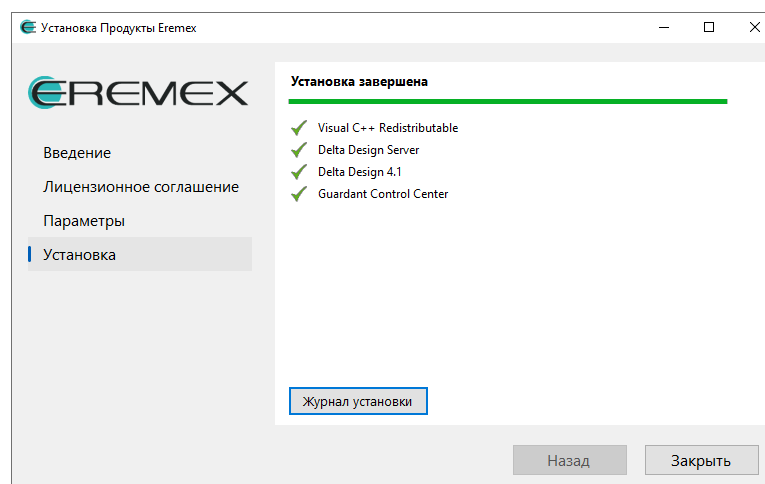 Установка Продукты Eremex
EREMEX
Введение
Лицензионное соглашение
Параметры
Установка
Установка завершена
Visual C++ Redistributable
Delta Design Server
Delta Design 4.1
Guardant Control Center
Журнал установки
Назад
Закрыть